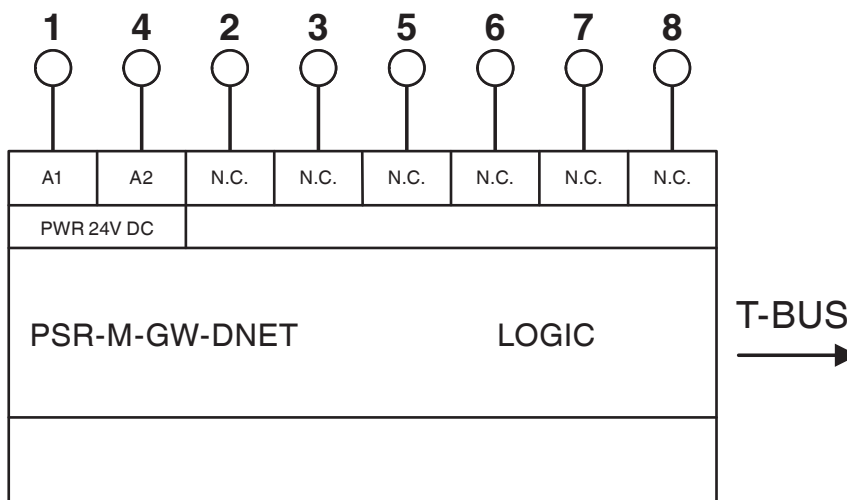 1 4 2 3 5 6 7 8
A1 A2 N.C. N.C. N.C. N.C. N.C. N.C.
PWR 24V DC
PSR-M-GW-DNET LOGIC
T-BUS